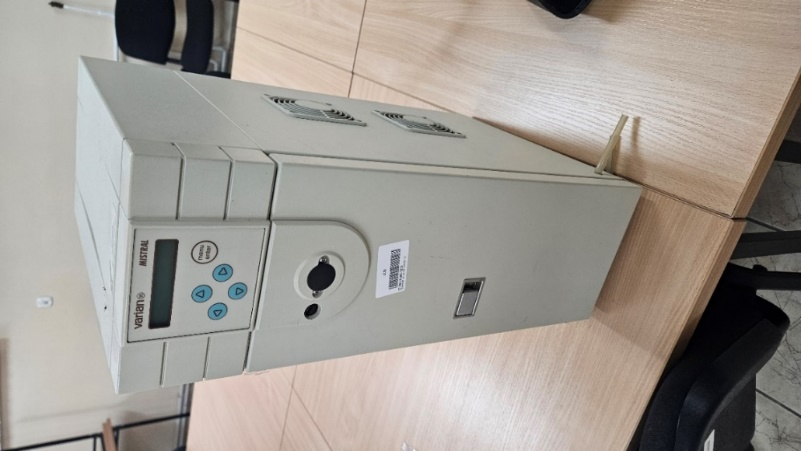 varian
MISTRAL
menu
enter